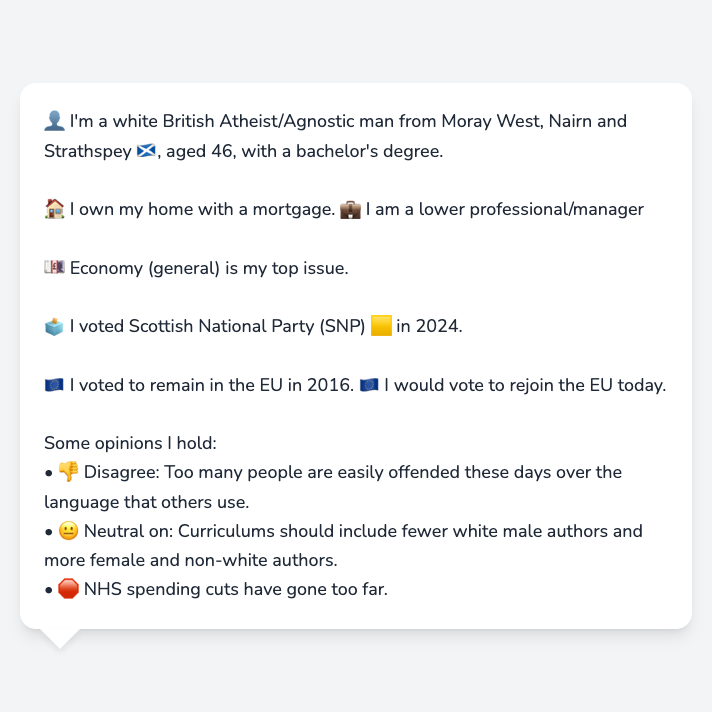 👤 I'm a white British Atheist/Agnostic man from Moray West, Nairn and
Strathspey 🏴󠁧󠁢󠁳󠁣󠁴󠁿, aged 46, with a bachelor's degree.
🏠 I own my home with a mortgage. 💼 I am a lower professional/manager
💷 Economy (general) is my top issue.
🗳️ I voted Scottish National Party (SNP) 🟨 in 2024.
🇪🇺 I voted to remain in the EU in 2016. 🇪🇺 I would vote to rejoin the EU today.
Some opinions I hold:
• 👎 Disagree: Too many people are easily offended these days over the
language that others use.
• 😐 Neutral on: Curriculums should include fewer white male authors and
more female and non-white authors.
• 🛑 NHS spending cuts have gone too far.